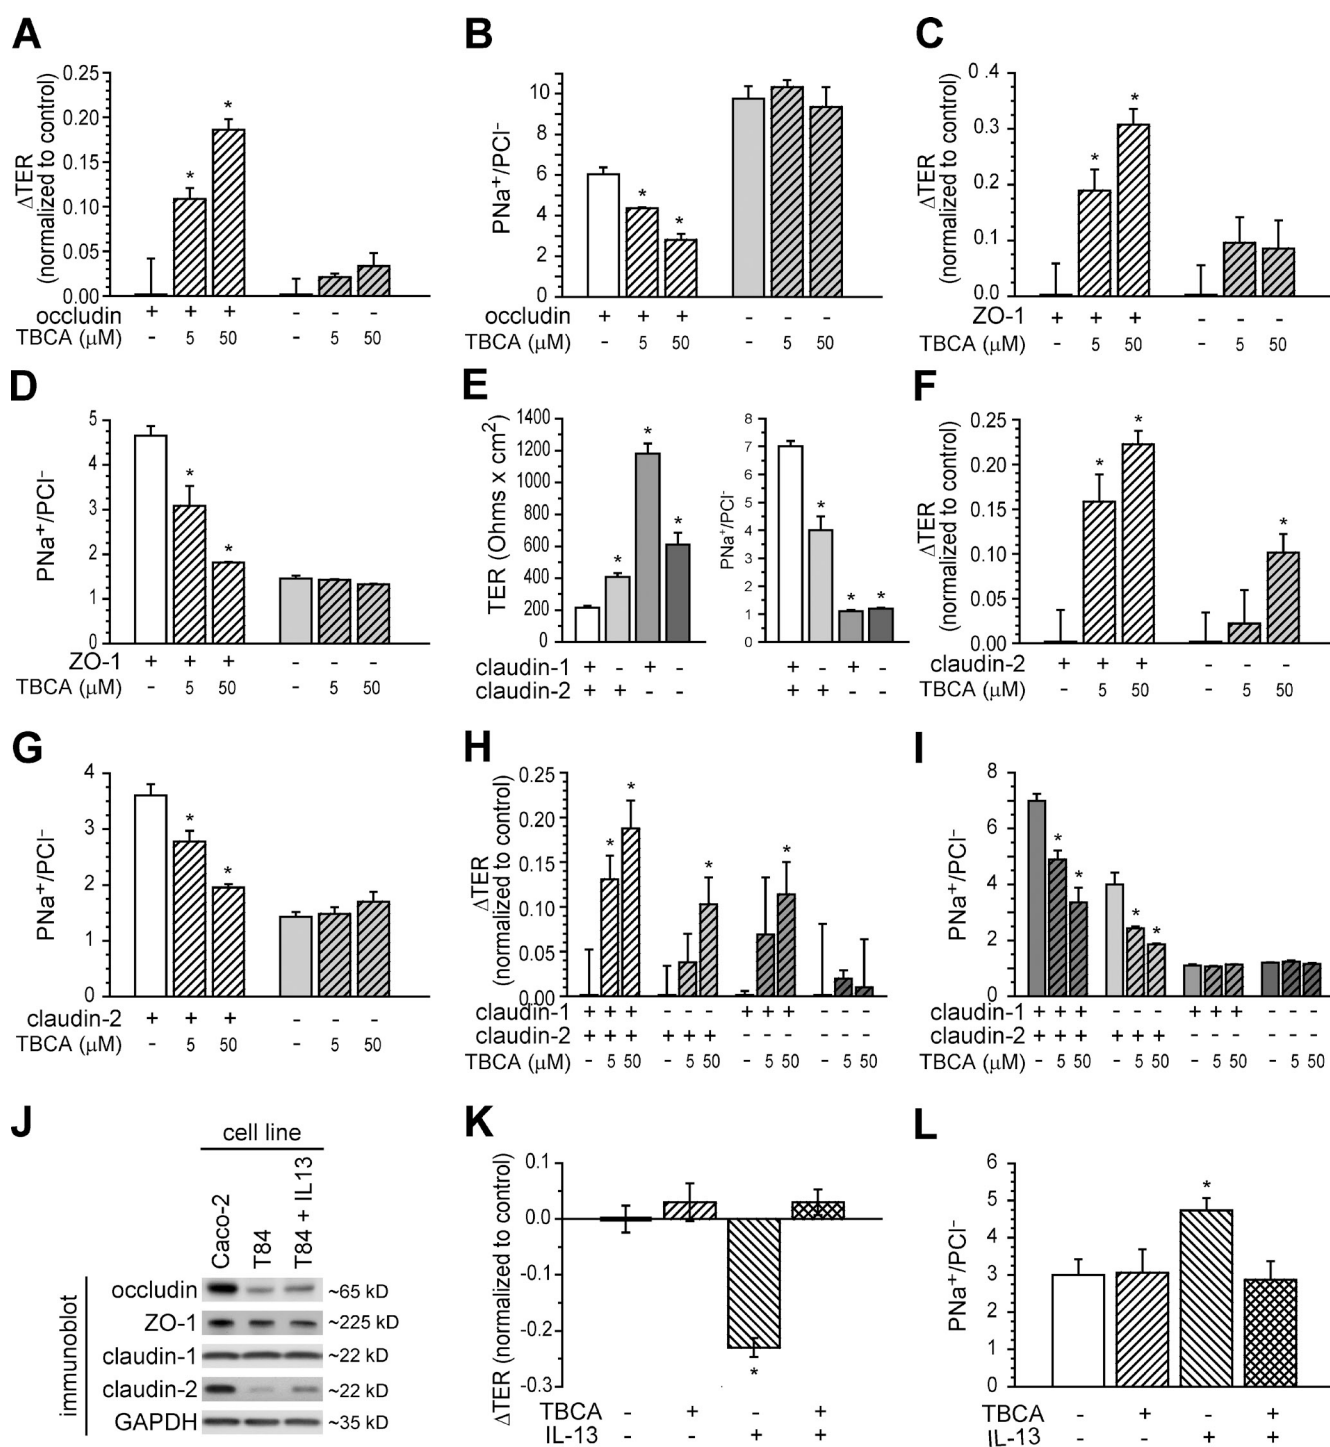 A
ΔTER
(normalized to control)
0.25
0.20
0.15
0.10
0.05
0.00
* *
occludin + + + - - -
TBCA (μM) - 5 50 - 5 50
B
PNa⁺/PCl⁻
10
8
6
4
2
0
* *
occludin + + + - - -
TBCA (μM) - 5 50 - 5 50
C
ΔTER
(normalized to control)
0.4
0.3
0.2
0.1
0.0
* *
ZO-1 + + + - - -
TBCA (μM) - 5 50 - 5 50
D
PNa⁺/PCl⁻
5
4
3
2
1
0
* *
ZO-1 + + + - - -
TBCA (μM) - 5 50 - 5 50
E
TER (Ohms x cm²)
1400
1200
1000
800
600
400
200
0
* * *
claudin-1 + - + -
claudin-2 + + - -
PNa⁺/PCl⁻
8
7
6
5
4
3
2
1
0
* * *
+ - + -
+ + - -
F
ΔTER
(normalized to control)
0.25
0.20
0.15
0.10
0.05
0.00
* * *
claudin-2 + + + - - -
TBCA (μM) - 5 50 - 5 50
G
PNa⁺/PCl⁻
4
3
2
1
0
* *
claudin-2 + + + - - -
TBCA (μM) - 5 50 - 5 50
H
ΔTER
(normalized to control)
0.25
0.20
0.15
0.10
0.05
0.00
* * * *
claudin-1 + + + - - - + + + - - -
claudin-2 + + + + + + - - - - - -
TBCA (μM) - 5 50 - 5 50 - 5 50 - 5 50
I
PNa⁺/PCl⁻
8
6
4
2
0
* * * *
claudin-1 + + + - - - + + + - - -
claudin-2 + + + + + + - - - - - -
TBCA (μM) - 5 50 - 5 50 - 5 50 - 5 50
J
cell line
Caco-2
T84
T84 + IL13
immunoblot
occludin ~65 kD
ZO-1 ~225 kD
claudin-1 ~22 kD
claudin-2 ~22 kD
GAPDH ~35 kD
K
ΔTER (normalized to control)
0.1
0.0
-0.1
-0.2
-0.3
*
TBCA - + - +
IL-13 - - + +
L
PNa⁺/PCl⁻
6
5
4
3
2
1
0
*
TBCA - + - +
IL-13 - - + +